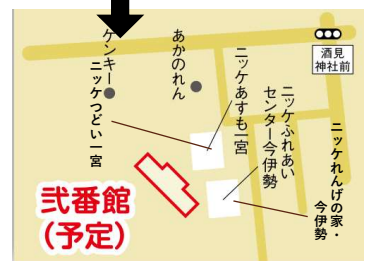 酒見
神社前
ケンキー
ニッケつどい一宮
あかのれん
ニッケあすも一宮
ニッケふれあい
センター今伊勢
ニッケれんげの家・
今伊勢
弐番館
(予定)